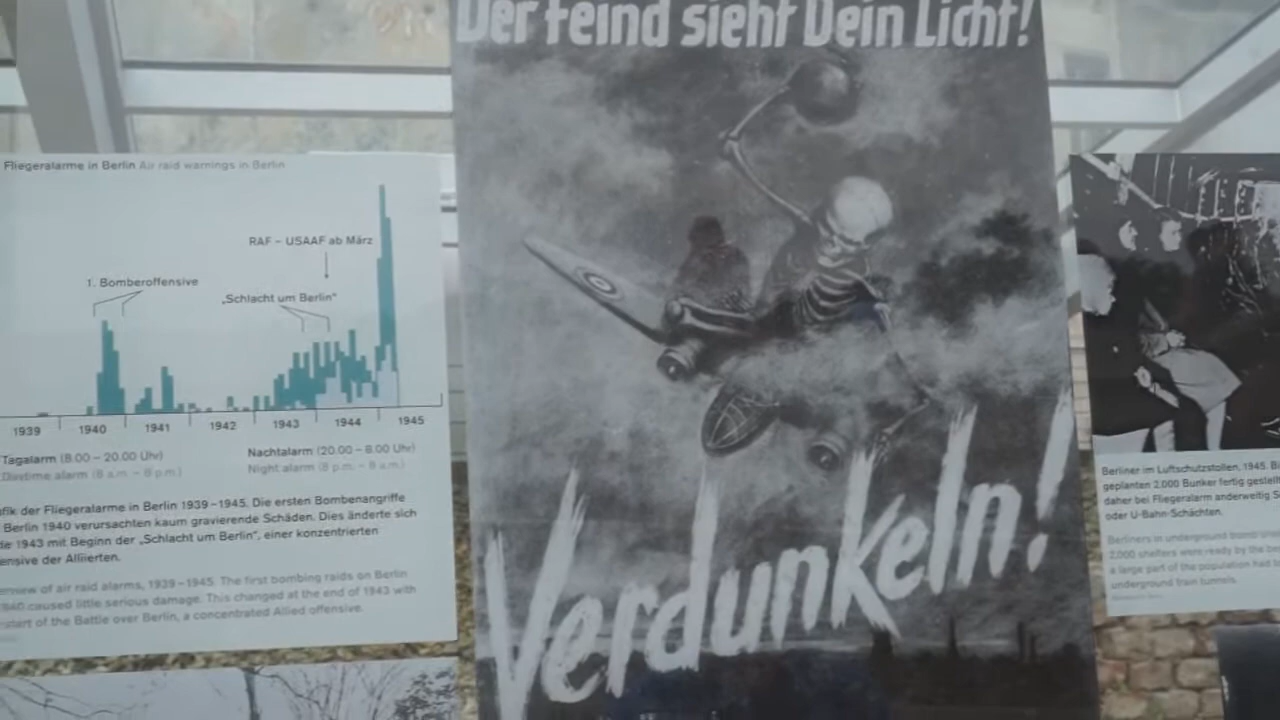 Der Feind sieht Dein Licht!
Verdunkeln!
Fliegeralarme in Berlin Air raid warnings in Berlin
RAF – USAAF ab März
1. Bomberoffensive
„Schlacht um Berlin“
1939 1940 1941 1942 1943 1944 1945
Tagalarm (8.00 – 20.00 Uhr)
Daytime alarm (8 a.m. – 8 p.m.)
Nachtalarm (20.00 – 8.00 Uhr)
Night alarm (8 p.m. – 8 a.m.)
fik der Fliegeralarme in Berlin 1939 – 1945. Die ersten Bombenangriffe
Berlin 1940 verursachten kaum gravierende Schäden. Dies änderte sich
de 1943 mit Beginn der „Schlacht um Berlin“, einer konzentrierten
ensive der Alliierten.
erview of air raid alarms, 1939 – 1945. The first bombing raids on Berlin
1940 caused little serious damage. This changed at the end of 1943 with
start of the Battle over Berlin, a concentrated Allied offensive.
Berliner im Luftschutzstollen, 1945. B
geplanten 2.000 Bunker fertig gestell
daher bei Fliegeralarm anderweitig S
oder U-Bahn-Schächten.
Berliners in underground bomb
2,000 shelters were ready by the
a large part of the population had
underground train tunnels.